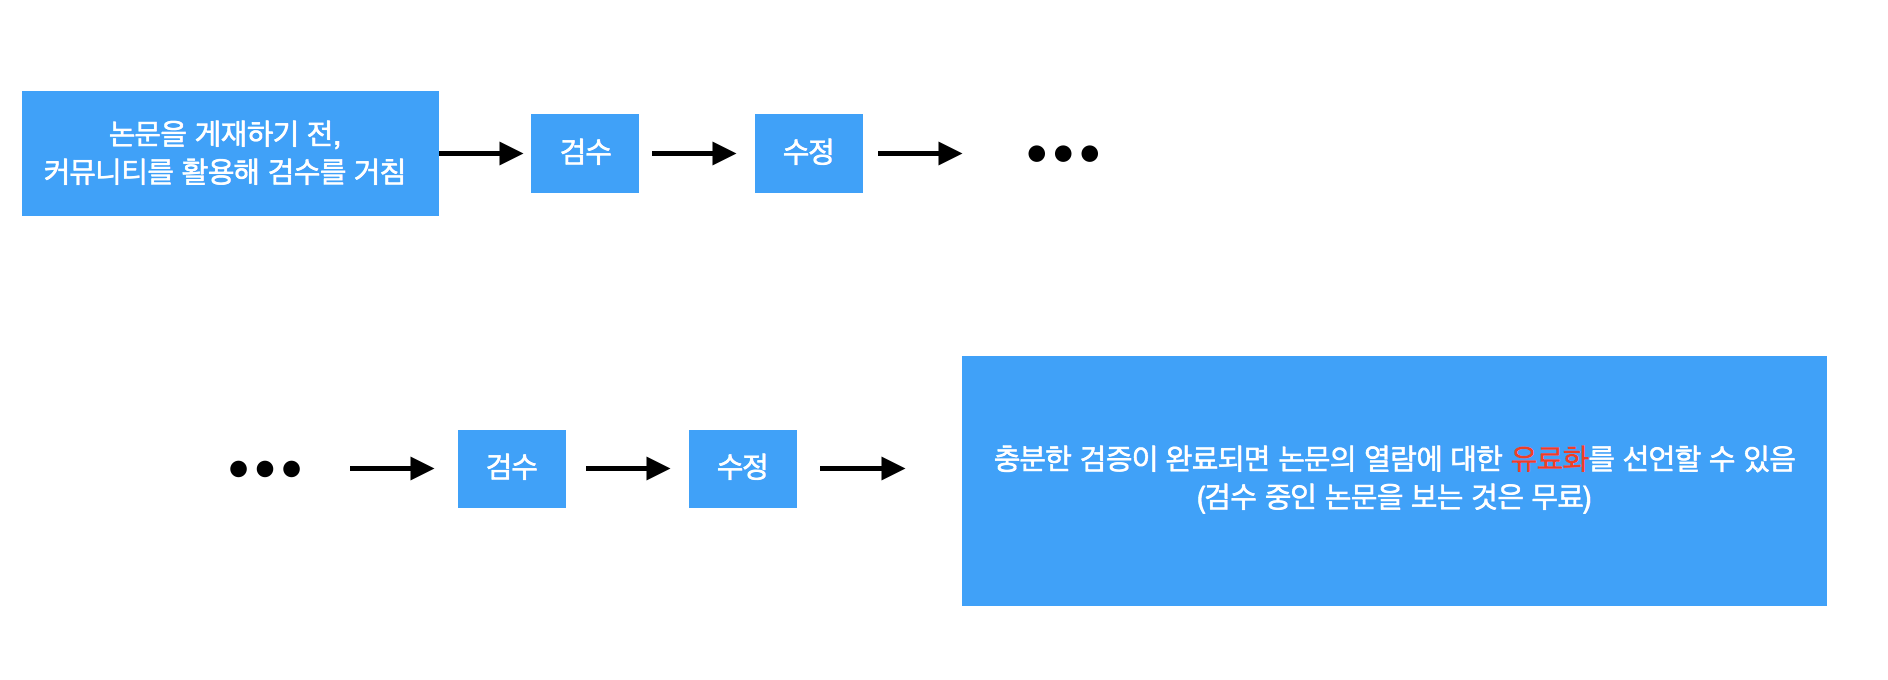 논문을 게재하기 전,
커뮤니티를 활용해 검수를 거침
검수
수정
검수
수정
충분한 검증이 완료되면 논문의 열람에 대한 유료화를 선언할 수 있음
(검수 중인 논문을 보는 것은 무료)